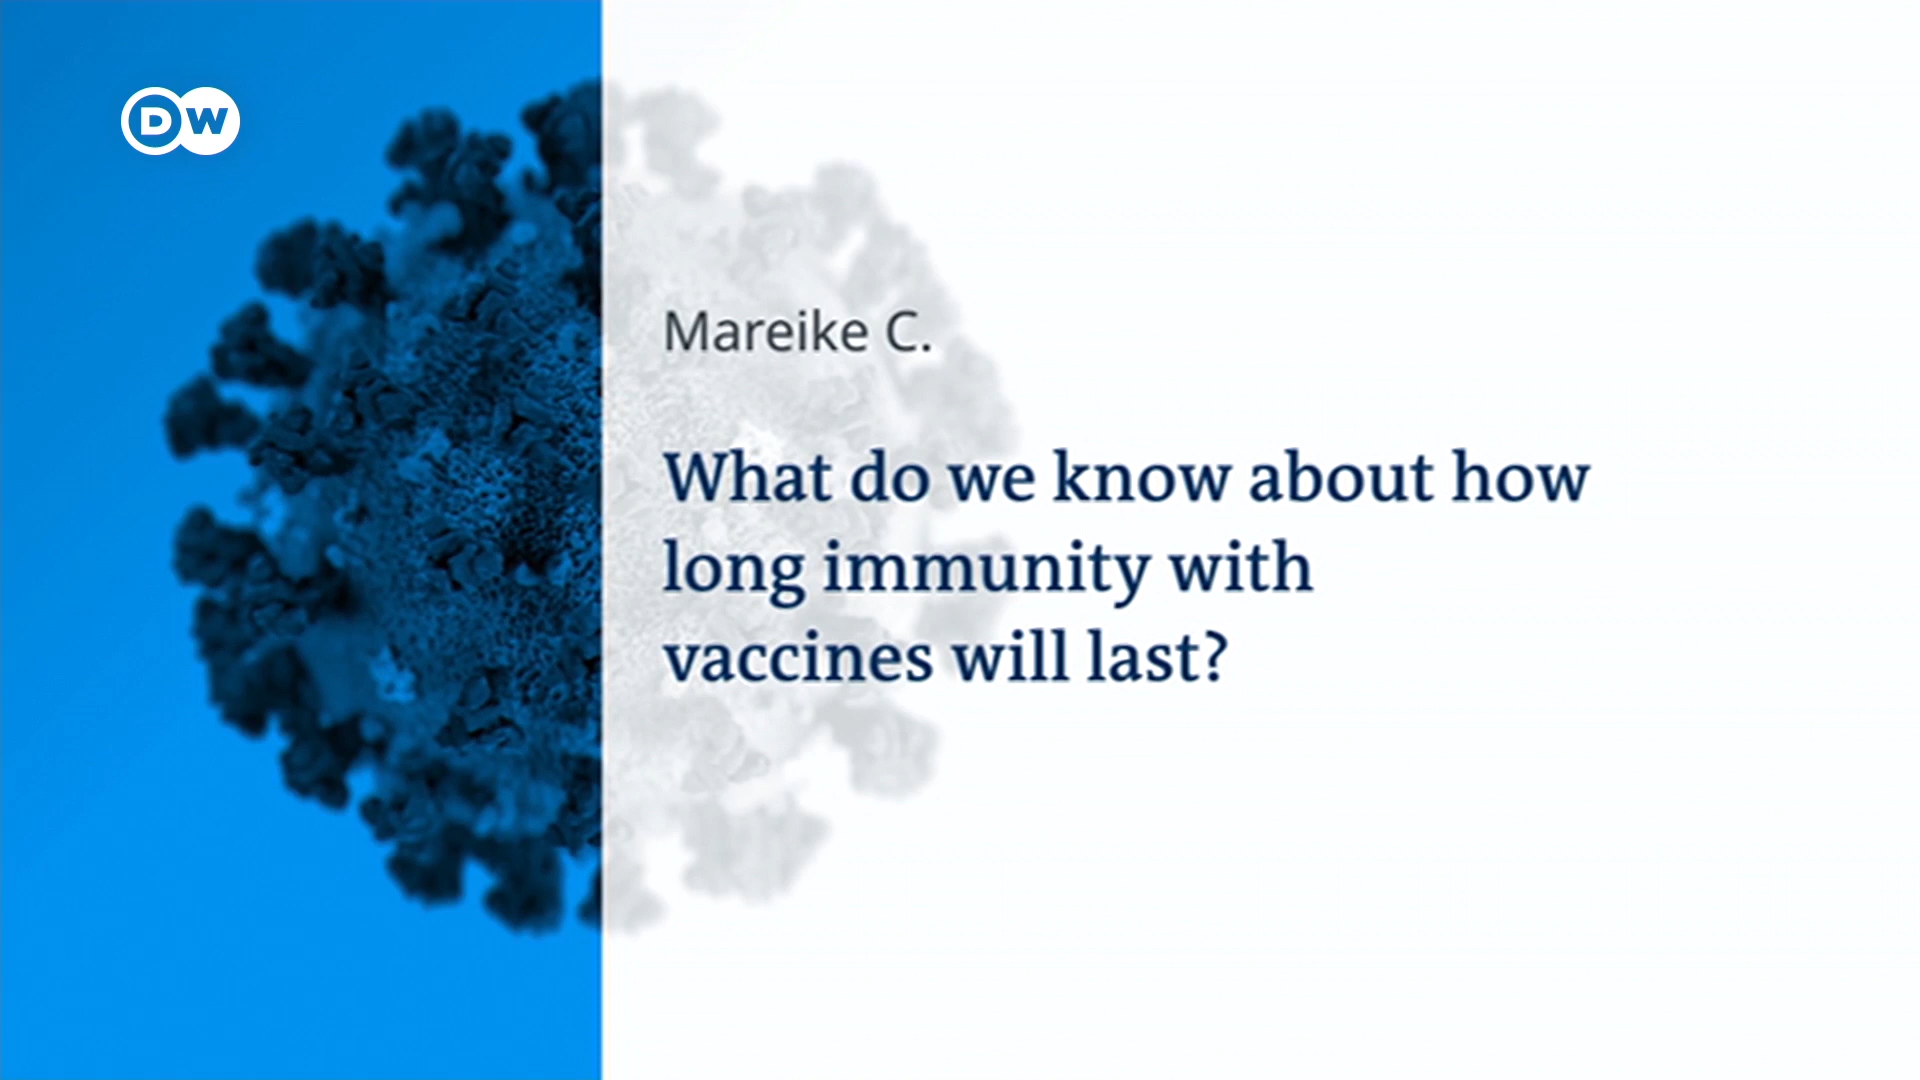 DW
Mareike C.
What do we know about how
long immunity with
vaccines will last?